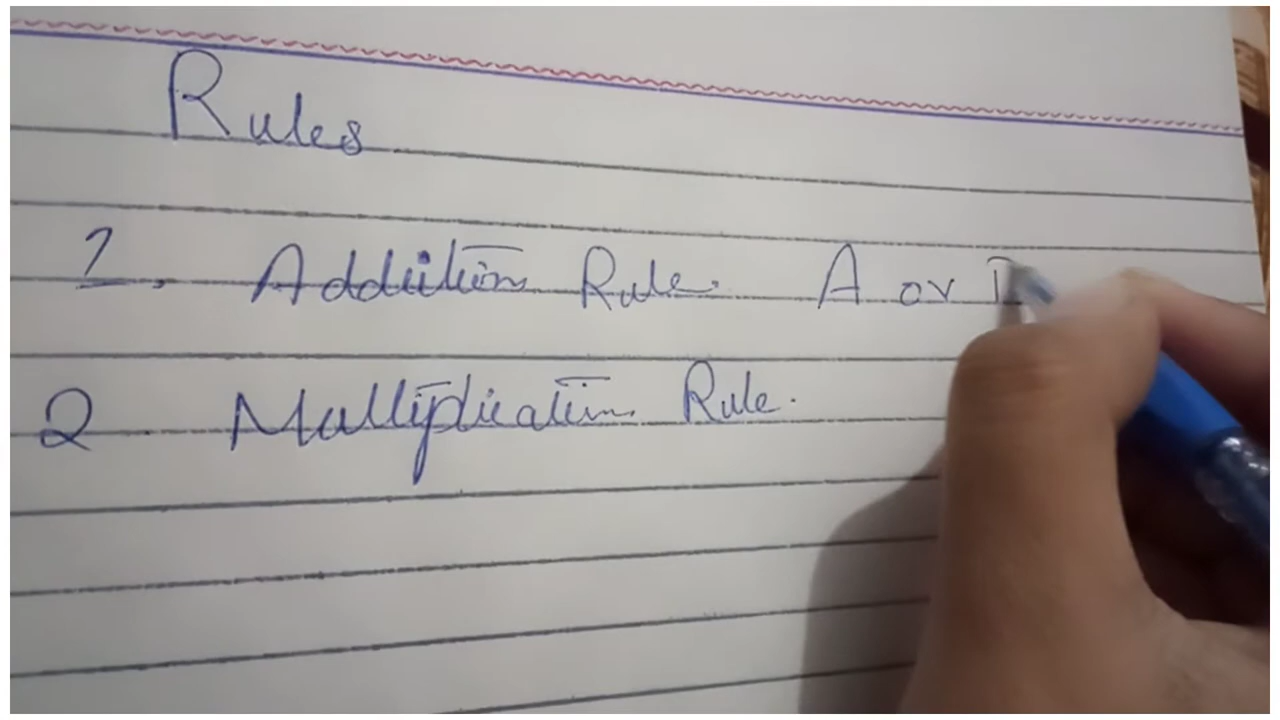 Rules
1. Addition Rule. A or
2. Multiplication Rule.